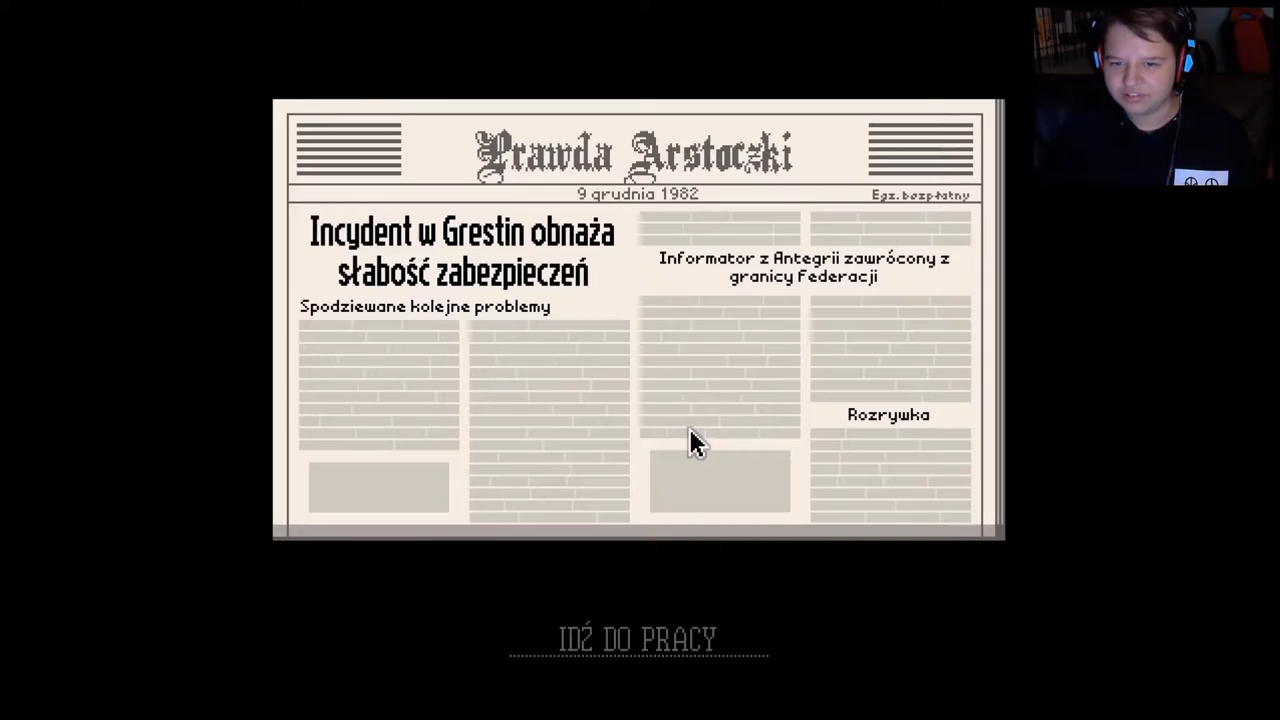 Prawda Arstoczki
9 grudnia 1982
Egz. bezpłatny
Incydent w Grestin obnaża
słabość zabezpieczeń
Spodziewane kolejne problemy
Informator z Antegrii zawrócony z
granicy Federacji
Rozrywka
IDŹ DO PRACY